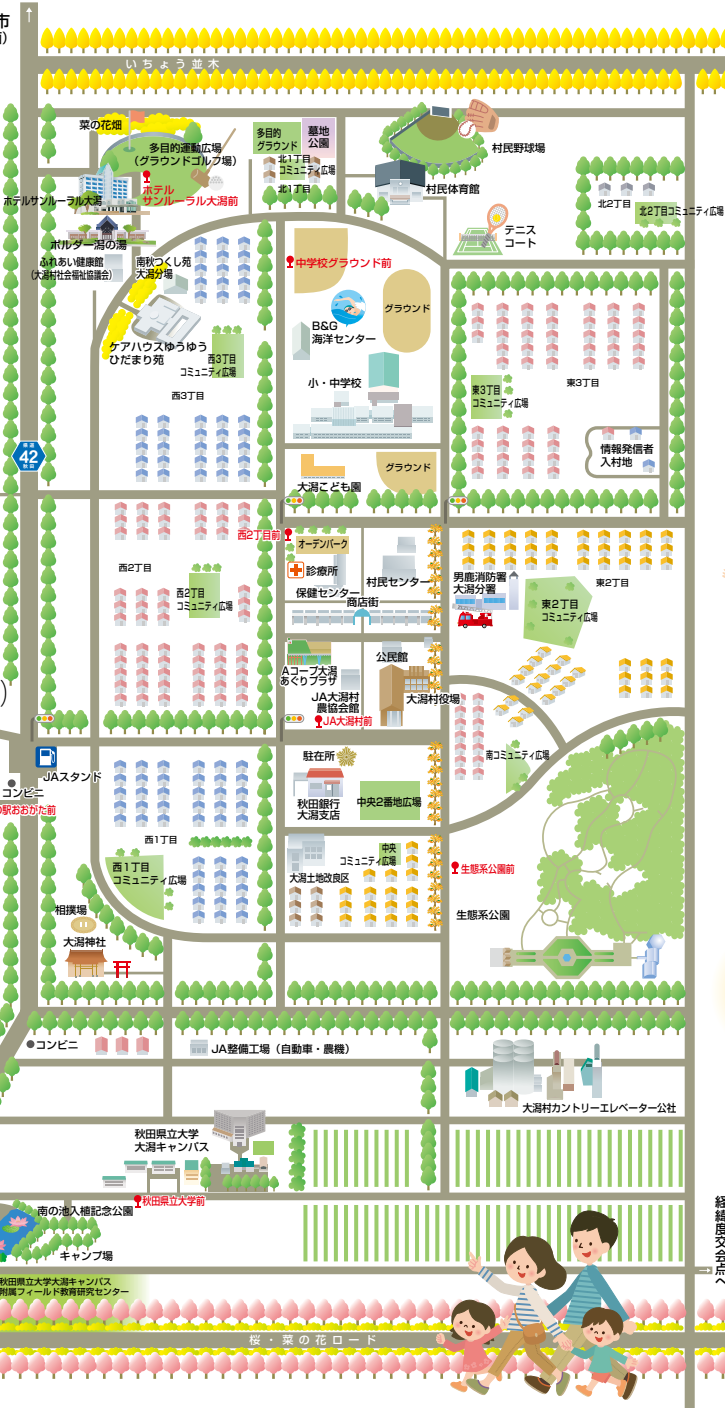 市
いちょう並木
菜の花畑
多目的運動広場
(グラウンドゴルフ場)
多目的
グラウンド
墓地
公園
北1丁目
コミュニティ広場
北1丁目
村民野球場
村民体育館
ホテルサンルーラル大潟
ホテル
サンルーラル大潟前
北2丁目
北2丁目コミュニティ広場
テニス
コート
ポルダー潟の湯
ふれあい健康館
(大潟村社会福祉協議会)
南秋つくし苑
大潟分場
中学校グラウンド前
グラウンド
B&G
海洋センター
ケアハウスゆうゆう
ひだまり苑
西3丁目
コミュニティ広場
西3丁目
小・中学校
東3丁目
東3丁目
コミュニティ広場
県道
42
秋田
情報発信者
入村地
グラウンド
大潟こども園
西2丁目前
オーデンパーク
診療所
保健センター
村民センター
商店街
男鹿消防署
大潟分署
東2丁目
東2丁目
コミュニティ広場
西2丁目
西2丁目
コミュニティ広場
Aコープ大潟
あぐりプラザ
公民館
JA大潟村
農協会館
大潟村役場
JA大潟村前
南コミュニティ広場
JAスタンド
コンビニ
駅おおがた前
駐在所
秋田銀行
大潟支店
中央2番地広場
西1丁目
西1丁目
コミュニティ広場
大潟土地改良区
中央
コミュニティ広場
生態系公園前
生態系公園
相撲場
大潟神社
コンビニ
JA整備工場(自動車・農機)
大潟村カントリーエレベーター公社
秋田県立大学
大潟キャンパス
秋田県立大学前
南の池入植記念公園
キャンプ場
経緯度交会点へ
秋田県立大学大潟キャンパス
附属フィールド教育研究センター
桜・菜の花ロード